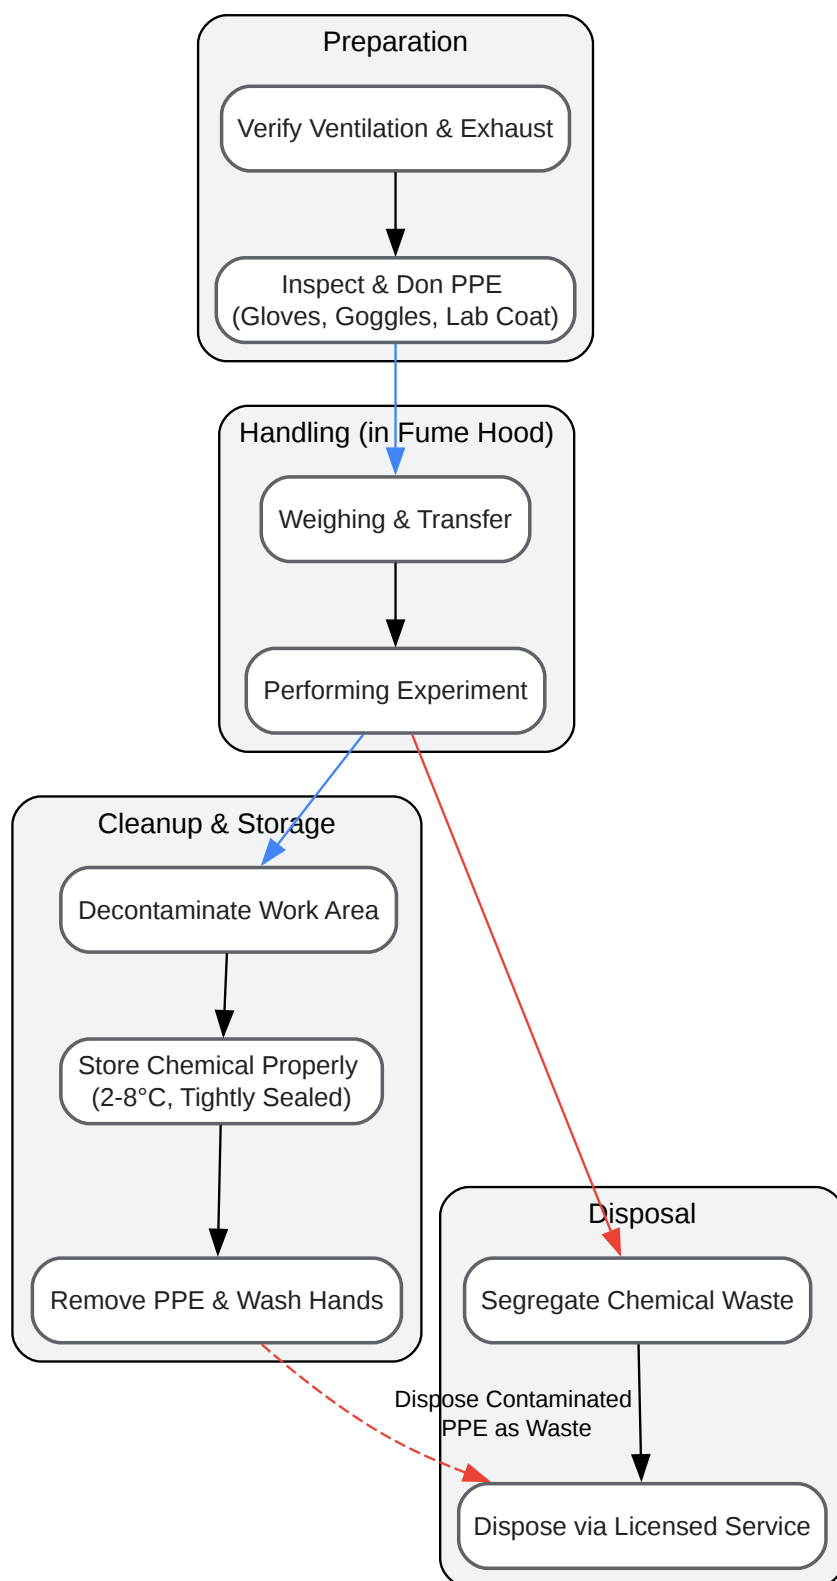 Preparation
Verify Ventilation & Exhaust
Inspect & Don PPE
(Gloves, Goggles, Lab Coat)
Handling (in Fume Hood)
Weighing & Transfer
Performing Experiment
Cleanup & Storage
Decontaminate Work Area
Store Chemical Properly
(2-8°C, Tightly Sealed)
Remove PPE & Wash Hands
Disposal
Segregate Chemical Waste
Dispose Contaminated
PPE as Waste
Dispose via Licensed Service